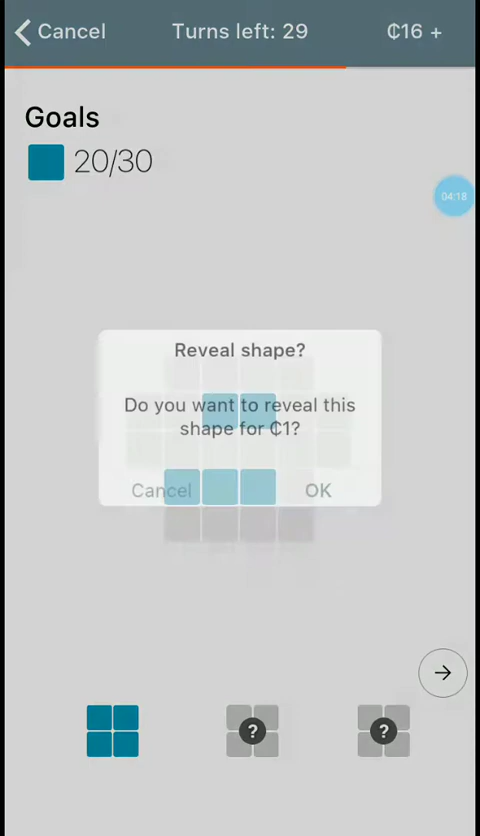 Cancel
Turns left: 29
₵16 +
Goals
20/30
04:18
Reveal shape?
Do you want to reveal this
shape for ₵1?
Cancel
OK
?
?